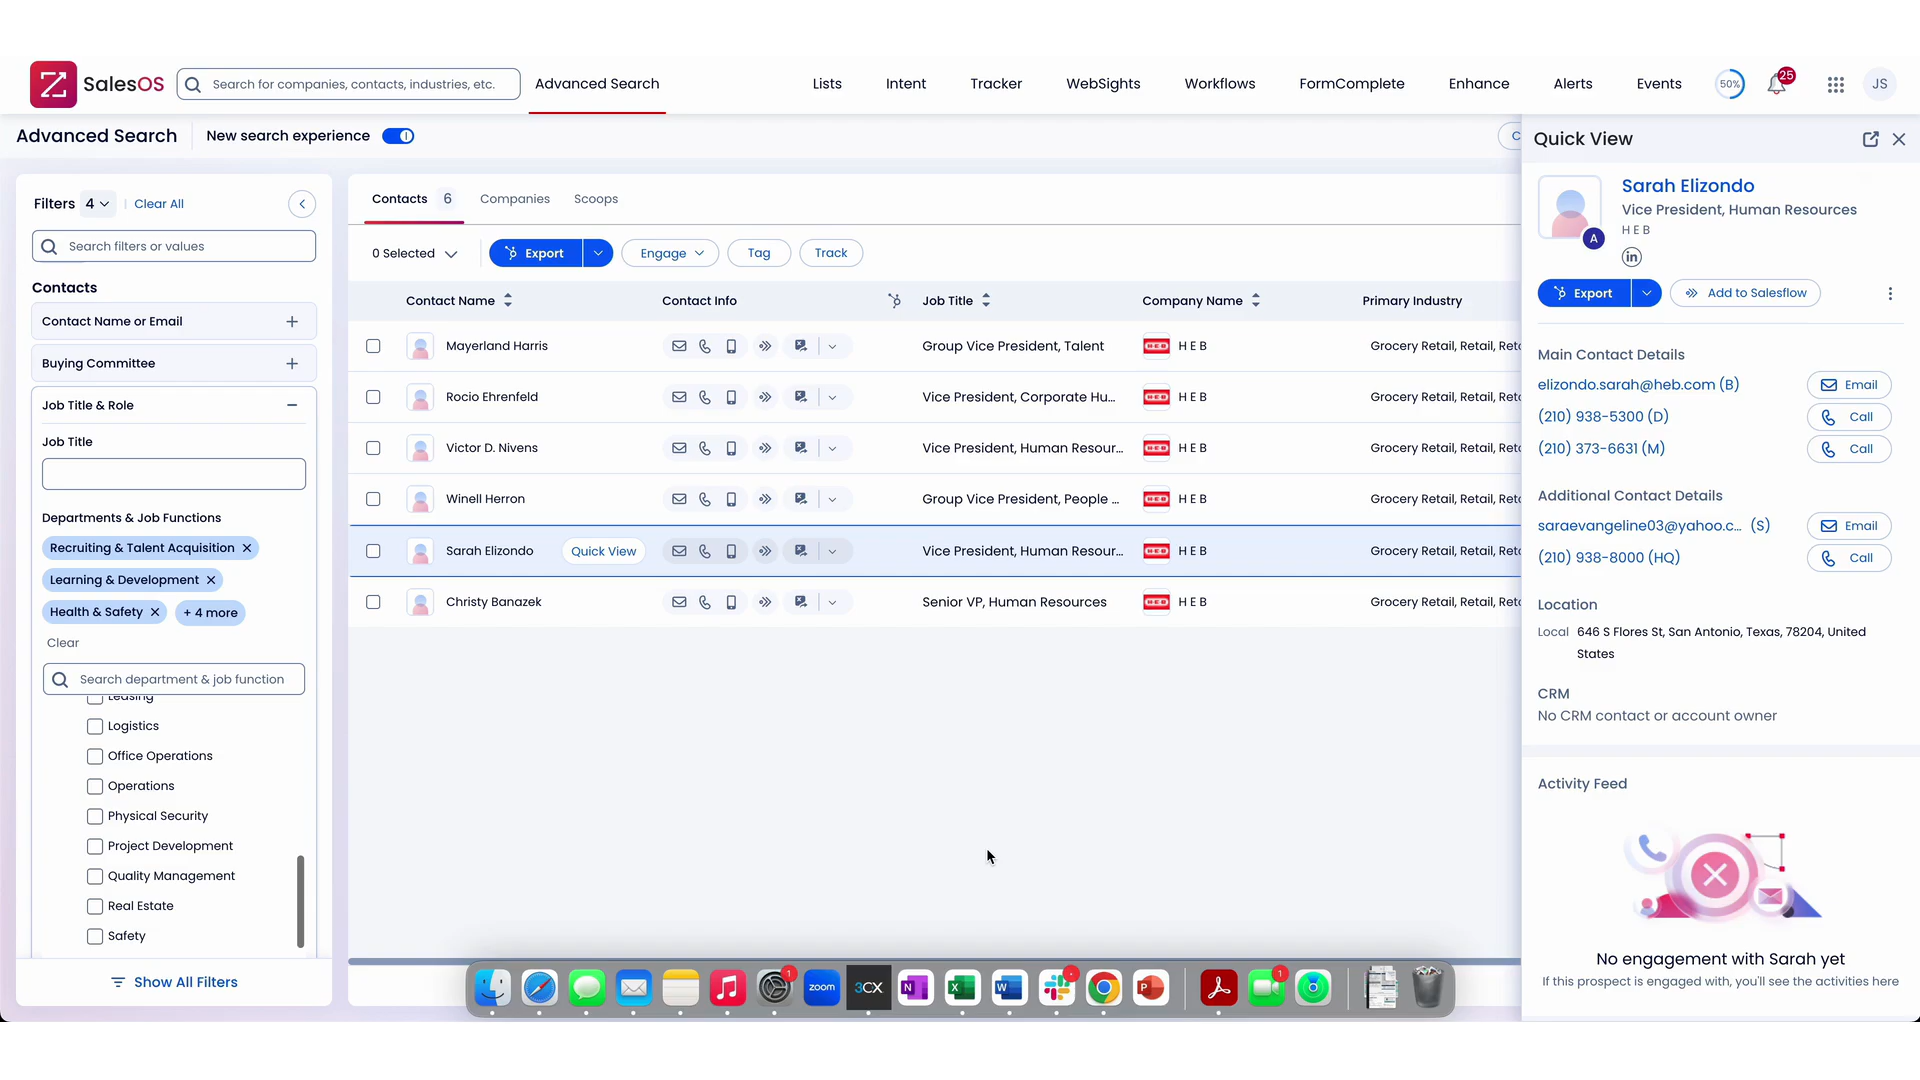 SalesOS
Search for companies, contacts, industries, etc.
Advanced Search
Lists
Intent
Tracker
WebSights
Workflows
FormComplete
Enhance
Alerts
Events
50%
25
JS
Advanced Search
New search experience
C
Quick View
Filters 4
Clear All
Search filters or values
Contacts
Contact Name or Email
Buying Committee
Job Title & Role
Job Title
Departments & Job Functions
Recruiting & Talent Acquisition
Learning & Development
Health & Safety
+ 4 more
Clear
Search department & job function
Leasing
Logistics
Office Operations
Operations
Physical Security
Project Development
Quality Management
Real Estate
Safety
Show All Filters
Contacts 6
Companies
Scoops
0 Selected
Export
Engage
Tag
Track
Contact Name
Contact Info
Job Title
Company Name
Primary Industry
Mayerland Harris
Group Vice President, Talent
H-E-B
H E B
Grocery Retail, Retail, Reta
Rocio Ehrenfeld
Vice President, Corporate Hu...
H-E-B
H E B
Grocery Retail, Retail, Reta
Victor D. Nivens
Vice President, Human Resour...
H-E-B
H E B
Grocery Retail, Retail, Reta
Winell Herron
Group Vice President, People ...
H-E-B
H E B
Grocery Retail, Retail, Reta
Sarah Elizondo
Quick View
Vice President, Human Resour...
H-E-B
H E B
Grocery Retail, Retail, Reta
Christy Banazek
Senior VP, Human Resources
H-E-B
H E B
Grocery Retail, Retail, Reta
Sarah Elizondo
Vice President, Human Resources
H E B
A
in
Export
Add to Salesflow
Main Contact Details
elizondo.sarah@heb.com (B)
Email
(210) 938-5300 (D)
Call
(210) 373-6631 (M)
Call
Additional Contact Details
saraevangeline03@yahoo.c... (S)
Email
(210) 938-8000 (HQ)
Call
Location
Local 646 S Flores St, San Antonio, Texas, 78204, United
States
CRM
No CRM contact or account owner
Activity Feed
No engagement with Sarah yet
If this prospect is engaged with, you'll see the activities here
1
zoom
3CX
N
X
W
P
1